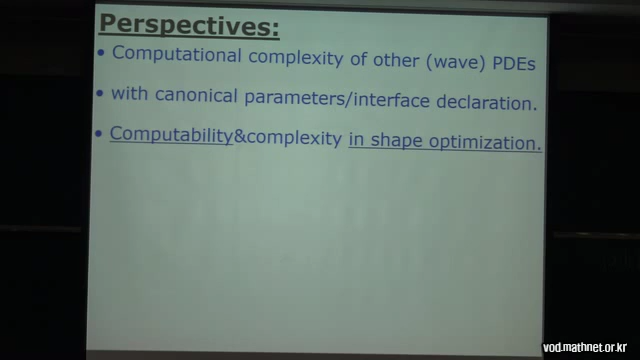 Perspectives:
• Computational complexity of other (wave) PDEs
• with canonical parameters/interface declaration.
• Computability&complexity in shape optimization.
vod.mathnet.or.kr